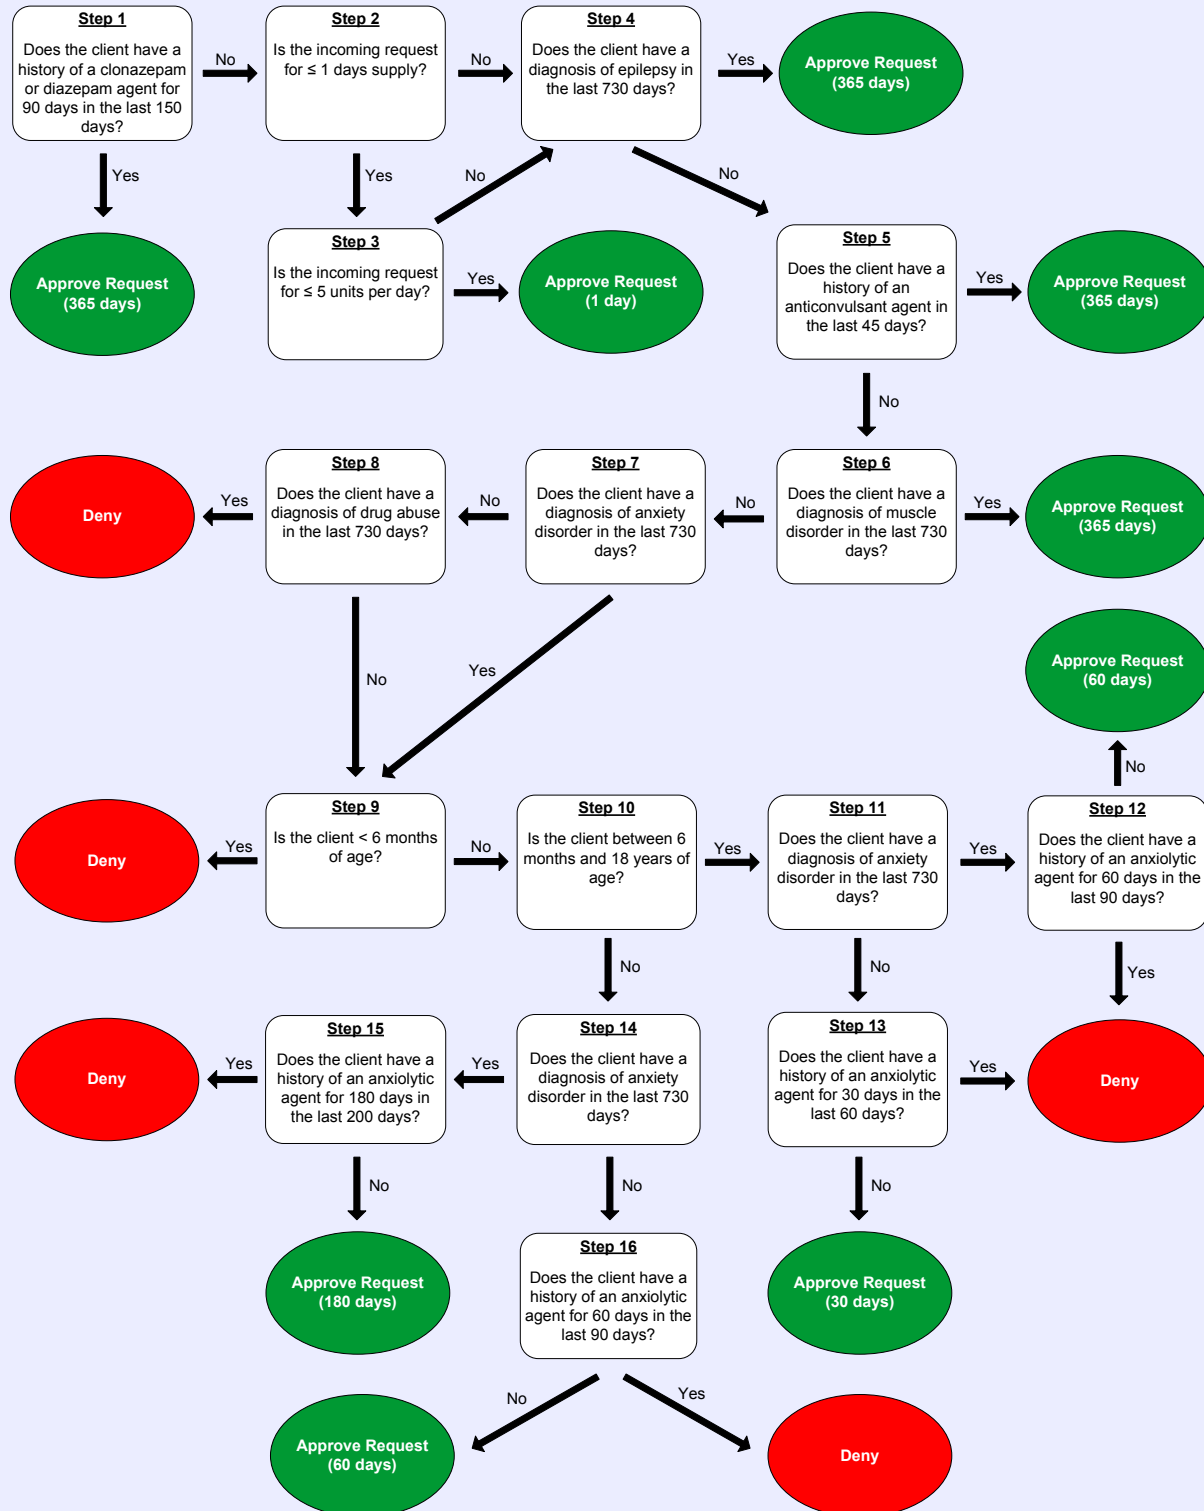 Step 1
Does the client have a
history of a clonazepam
or diazepam agent for
90 days in the last 150
days?
No
Step 2
Is the incoming request
for ≤ 1 days supply?
No
Step 4
Does the client have a
diagnosis of epilepsy in
the last 730 days?
Yes
Approve Request
(365 days)
Yes
Yes
No
No
Approve Request
(365 days)
Step 3
Is the incoming request
for ≤ 5 units per day?
Yes
Approve Request
(1 day)
Step 5
Does the client have a
history of an
anticonvulsant agent in
the last 45 days?
Yes
Approve Request
(365 days)
No
Deny
Yes
Step 8
Does the client have a
diagnosis of drug abuse
in the last 730 days?
No
Step 7
Does the client have a
diagnosis of anxiety
disorder in the last 730
days?
No
Step 6
Does the client have a
diagnosis of muscle
disorder in the last 730
days?
Yes
Approve Request
(365 days)
No
Yes
Approve Request
(60 days)
No
Deny
Yes
Step 9
Is the client < 6 months
of age?
No
Step 10
Is the client between 6
months and 18 years of
age?
Yes
Step 11
Does the client have a
diagnosis of anxiety
disorder in the last 730
days?
Yes
Step 12
Does the client have a
history of an anxiolytic
agent for 60 days in the
last 90 days?
No
No
Yes
Deny
Yes
Step 15
Does the client have a
history of an anxiolytic
agent for 180 days in
the last 200 days?
Yes
Step 14
Does the client have a
diagnosis of anxiety
disorder in the last 730
days?
Step 13
Does the client have a
history of an anxiolytic
agent for 30 days in the
last 60 days?
Yes
Deny
No
No
No
Approve Request
(180 days)
Step 16
Does the client have a
history of an anxiolytic
agent for 60 days in the
last 90 days?
Approve Request
(30 days)
No
Yes
Approve Request
(60 days)
Deny